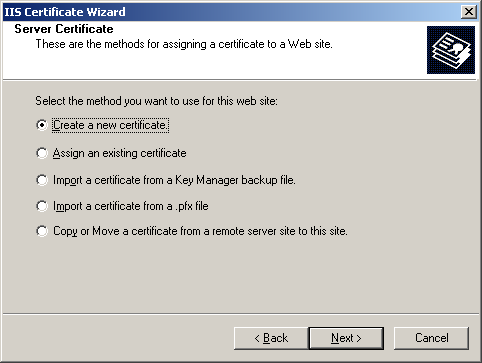 IIS Certificate Wizard
Server Certificate
These are the methods for assigning a certificate to a Web site.
Select the method you want to use for this web site:
Create a new certificate.
Assign an existing certificate
Import a certificate from a Key Manager backup file.
Import a certificate from a .pfx file
Copy or Move a certificate from a remote server site to this site.
< Back Next > Cancel